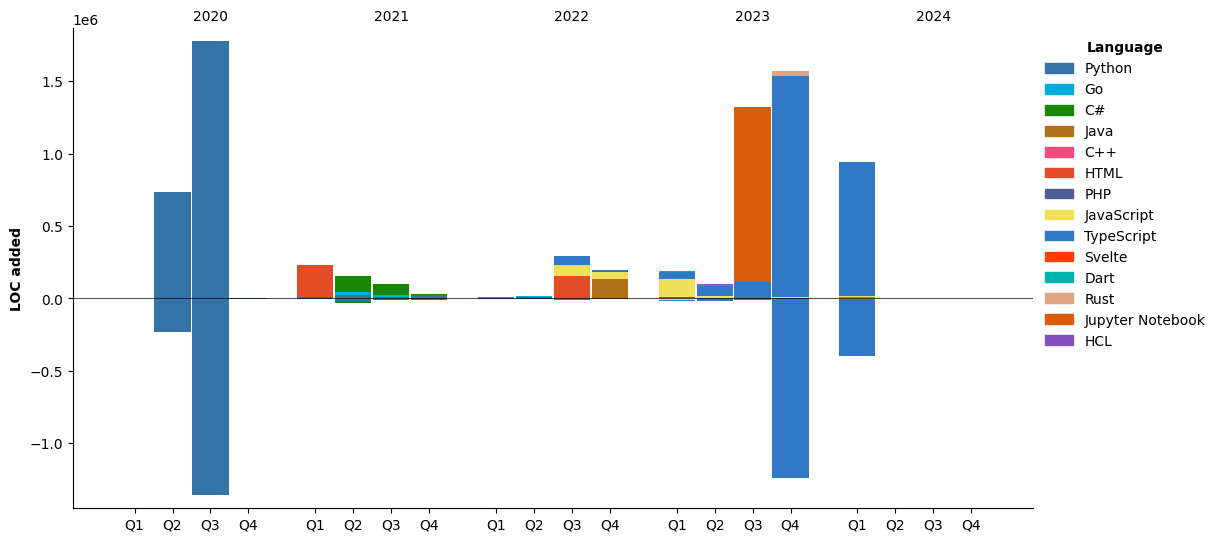 1e6
2020 2021 2022 2023 2024
LOC added
1.5
1.0
0.5
0.0
−0.5
−1.0
Q1 Q2 Q3 Q4 Q1 Q2 Q3 Q4 Q1 Q2 Q3 Q4 Q1 Q2 Q3 Q4 Q1 Q2 Q3 Q4
Language
Python
Go
C#
Java
C++
HTML
PHP
JavaScript
TypeScript
Svelte
Dart
Rust
Jupyter Notebook
HCL